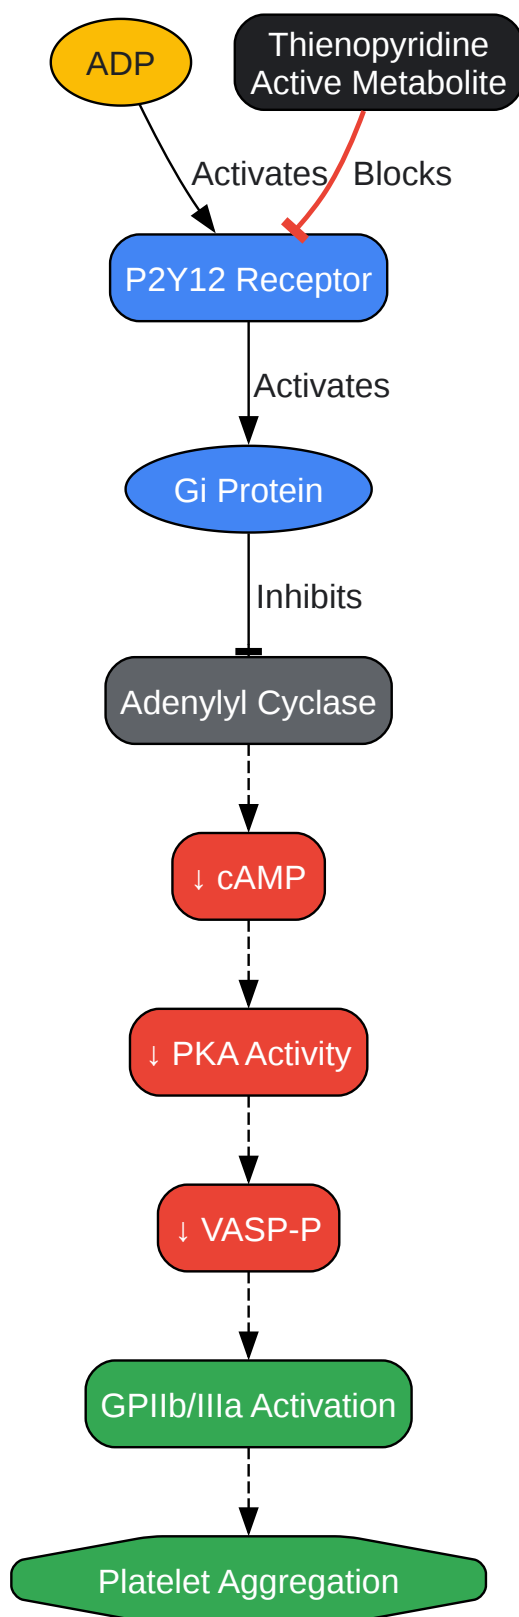 ADP
Thienopyridine
Active Metabolite
Activates
Blocks
P2Y12 Receptor
Activates
Gi Protein
Inhibits
Adenylyl Cyclase
↓ cAMP
↓ PKA Activity
↓ VASP-P
GPIIb/IIIa Activation
Platelet Aggregation